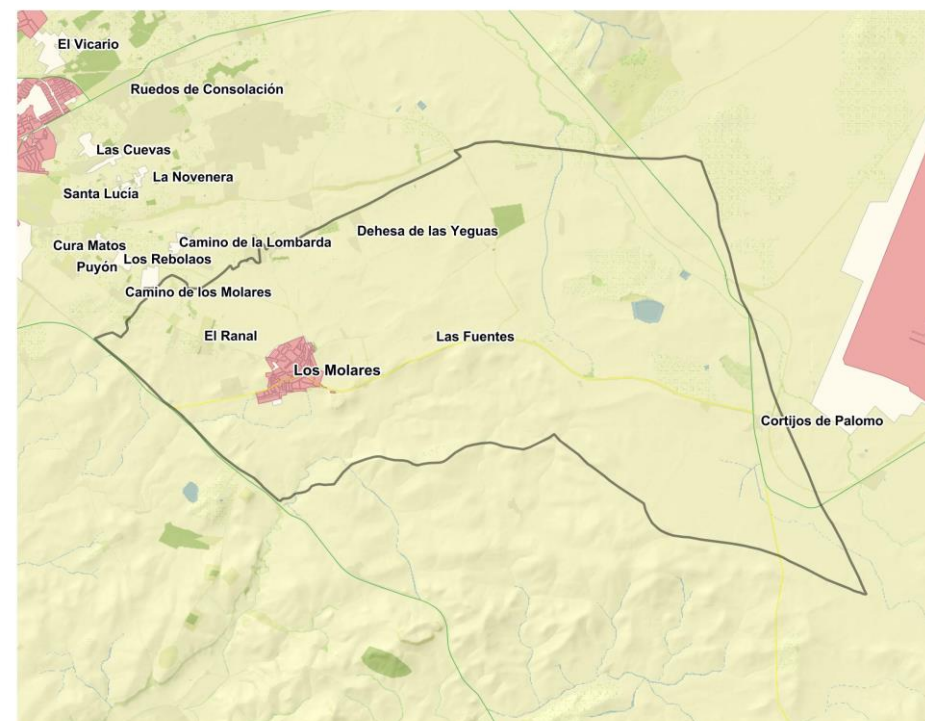 El Vicario
Ruedos de Consolación
Las Cuevas
La Novenera
Santa Lucía
Dehesa de las Yeguas
Cura Matos
Camino de la Lombarda
Los Rebolaos
Puyón
Camino de los Molares
El Ranal
Las Fuentes
Los Molares
Cortijos de Palomo